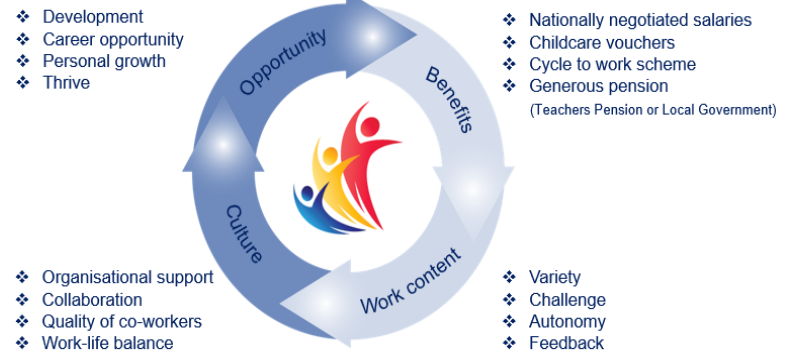 ❖ Development
❖ Career opportunity
❖ Personal growth
❖ Thrive
Opportunity
Benefits
❖ Nationally negotiated salaries
❖ Childcare vouchers
❖ Cycle to work scheme
❖ Generous pension
(Teachers Pension or Local Government)
Culture
Work content
❖ Organisational support
❖ Collaboration
❖ Quality of co-workers
❖ Work-life balance
❖ Variety
❖ Challenge
❖ Autonomy
❖ Feedback